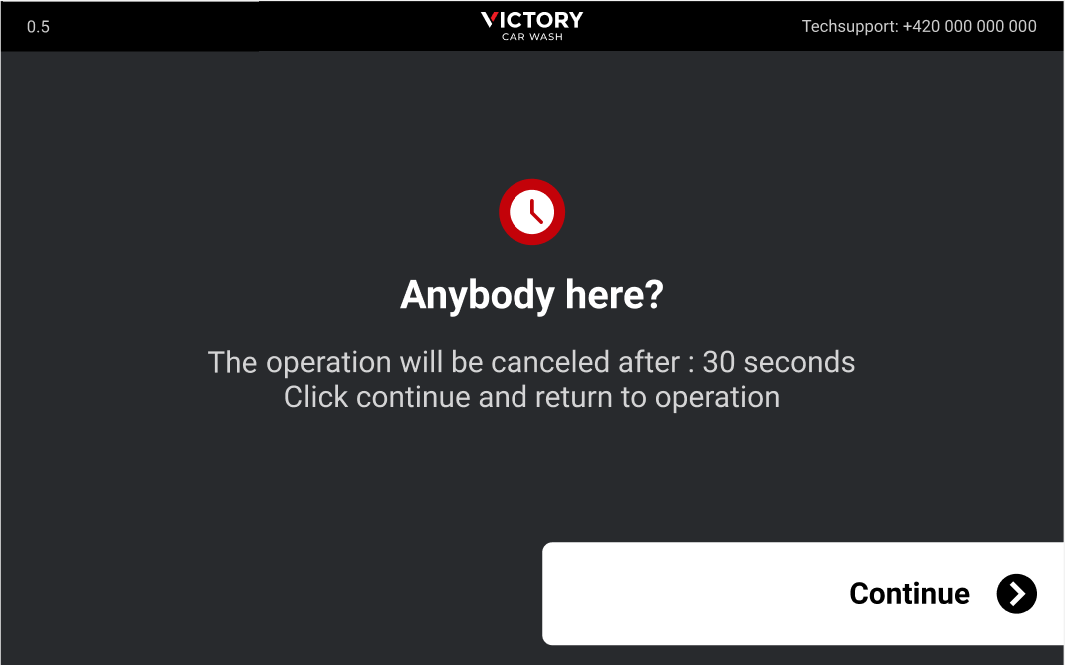 0.5
VICTORY
CAR WASH
Techsupport: +420 000 000 000
Anybody here?
The operation will be canceled after : 30 seconds
Click continue and return to operation
Continue